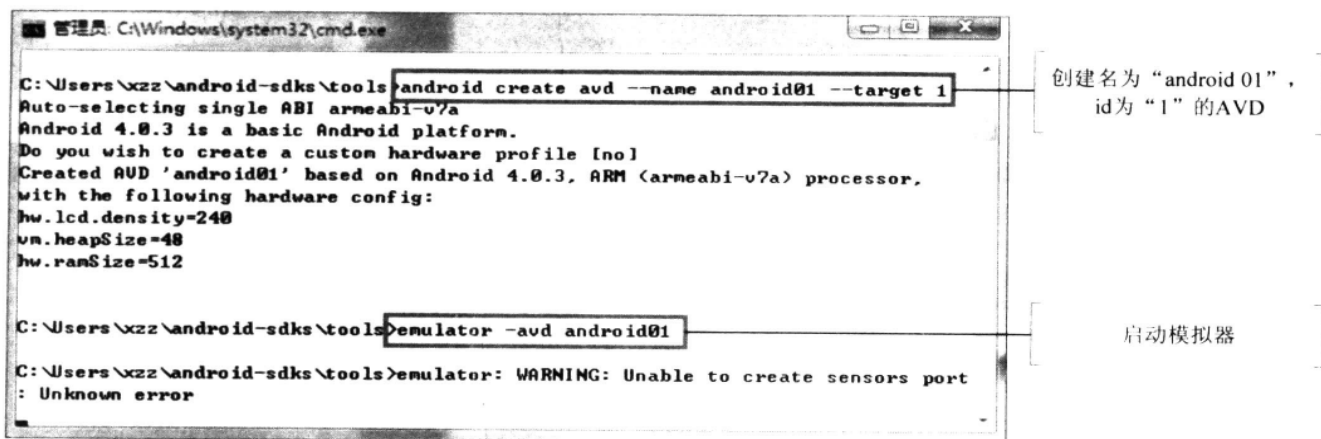 管理员: C:\Windows\system32\cmd.exe
C:\Users\xzz\android-sdks\tools>android create avd --name android01 --target 1
Auto-selecting single ABI armeabi-v7a
Android 4.0.3 is a basic Android platform.
Do you wish to create a custom hardware profile [no]
Created AVD 'android01' based on Android 4.0.3, ARM (armeabi-v7a) processor,
with the following hardware config:
hw.lcd.density=240
vm.heapSize=48
hw.ramSize=512
C:\Users\xzz\android-sdks\tools>emulator -avd android01
C:\Users\xzz\android-sdks\tools>emulator: WARNING: Unable to create sensors port
: Unknown error
创建名为“android 01”,
id为“1”的AVD
启动模拟器